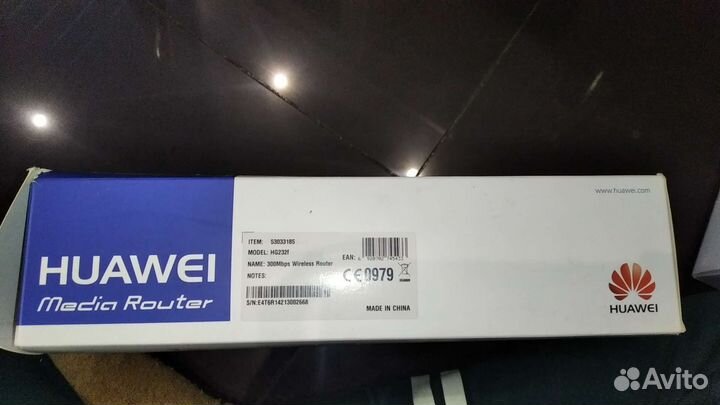 HUAWEI
Media Router
ITEM: 53033185
MODEL: HG232f
NAME: 300Mbps Wireless Router
NOTES:
EAN:
CE0979
S/N:E4T6R14213002668
MADE IN CHINA
www.huawei.com
HUAWEI
Avito